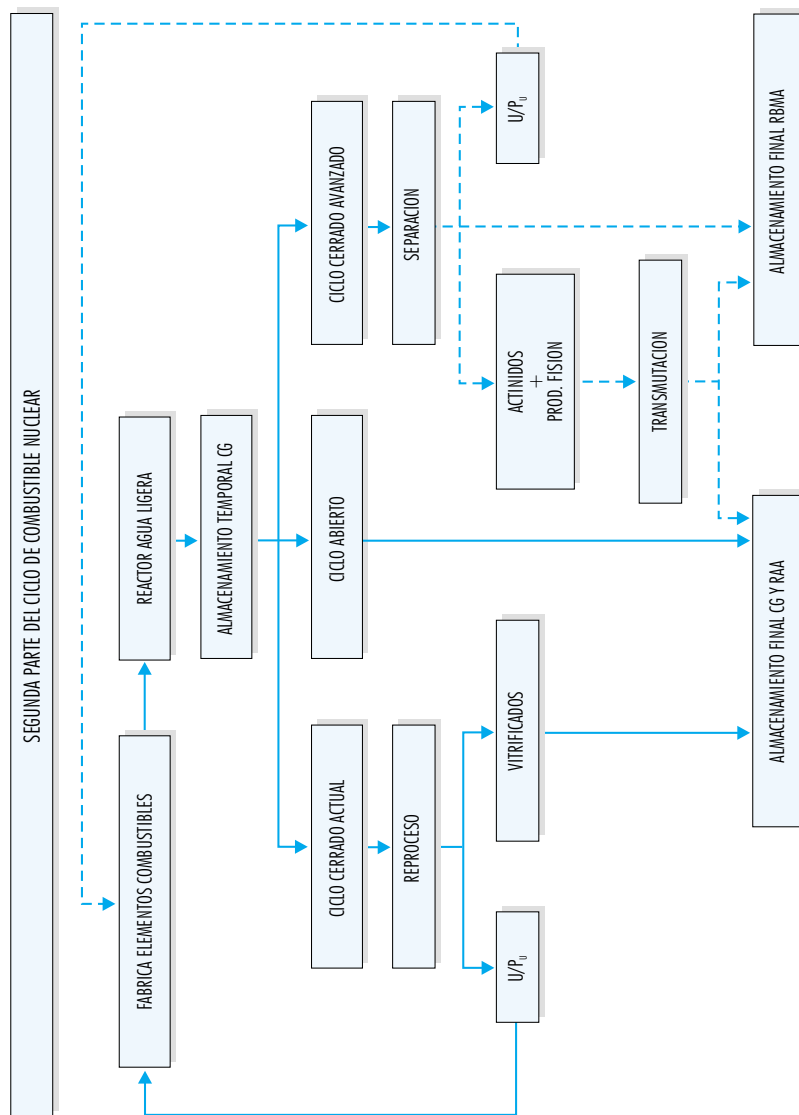 SEGUNDA PARTE DEL CICLO DE COMBUSTIBLE NUCLEAR
FABRICA ELEMENTOS COMBUSTIBLES
REACTOR AGUA LIGERA
ALMACENAMIENTO TEMPORAL CG
CICLO CERRADO ACTUAL
CICLO ABIERTO
CICLO CERRADO AVANZADO
REPROCESO
SEPARACION
U/Pu
VITRIFICADOS
ACTINIDOS
+
PROD. FISION
U/Pu
TRANSMUTACION
ALMACENAMIENTO FINAL CG Y RAA
ALMACENAMIENTO FINAL RBMA